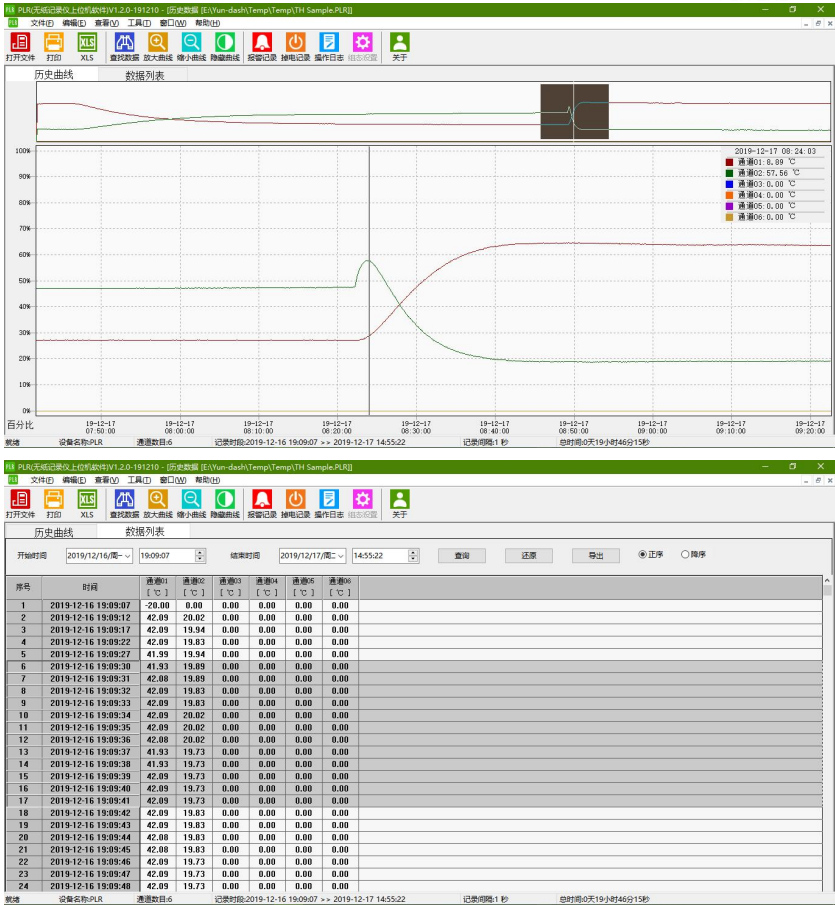 PLR(无纸记录仪上位机软件)V1.2.0-191210 - [历史数据 [E:\Yun-dash\Temp\Temp\TH Sample.PLR]]
文件(F) 编辑(E) 查看(V) 工具(T) 窗口(W) 帮助(H)
打开文件 打印 XLS 查找数据 放大曲线 缩小曲线 隐藏曲线 报警记录 掉电记录 操作日志 组态设置 关于
历史曲线 数据列表
2019-12-17 08:24:03
通道01:8.89 ℃
通道02:57.56 ℃
通道03:0.00 ℃
通道04:0.00 ℃
通道05:0.00 ℃
通道06:0.00 ℃
100%
90%
80%
70%
60%
50%
40%
30%
20%
10%
0%
百分比
19-12-17 19-12-17 19-12-17 19-12-17 19-12-17 19-12-17 19-12-17 19-12-17 19-12-17 19-12-17
07:50:00 08:00:00 08:10:00 08:20:00 08:30:00 08:40:00 08:50:00 09:00:00 09:10:00 09:20:00
就绪 设备名称:PLR 通道数目:6 记录时段:2019-12-16 19:09:07 >> 2019-12-17 14:55:22 记录间隔:1 秒 总时间:0天19小时46分15秒
PLR(无纸记录仪上位机软件)V1.2.0-191210 - [历史数据 [E:\Yun-dash\Temp\Temp\TH Sample.PLR]]
文件(F) 编辑(E) 查看(V) 工具(T) 窗口(W) 帮助(H)
打开文件 打印 XLS 查找数据 放大曲线 缩小曲线 隐藏曲线 报警记录 掉电记录 操作日志 组态设置 关于
历史曲线 数据列表
开始时间 2019/12/16/周一 19:09:07 结束时间 2019/12/17/周二 14:55:22 查询 还原 导出 正序 降序
序号 时间 通道01 通道02 通道03 通道04 通道05 通道06
[ ℃ ] [ ℃ ] [ ℃ ] [ ℃ ] [ ℃ ] [ ℃ ]
1 2019-12-16 19:09:07 -20.00 0.00 0.00 0.00 0.00 0.00
2 2019-12-16 19:09:12 42.09 20.02 0.00 0.00 0.00 0.00
3 2019-12-16 19:09:17 42.09 19.94 0.00 0.00 0.00 0.00
4 2019-12-16 19:09:22 42.09 19.83 0.00 0.00 0.00 0.00
5 2019-12-16 19:09:27 41.99 19.94 0.00 0.00 0.00 0.00
6 2019-12-16 19:09:30 41.93 19.89 0.00 0.00 0.00 0.00
7 2019-12-16 19:09:31 42.08 19.89 0.00 0.00 0.00 0.00
8 2019-12-16 19:09:32 42.09 19.83 0.00 0.00 0.00 0.00
9 2019-12-16 19:09:33 42.09 19.83 0.00 0.00 0.00 0.00
10 2019-12-16 19:09:34 42.09 20.02 0.00 0.00 0.00 0.00
11 2019-12-16 19:09:35 42.09 20.02 0.00 0.00 0.00 0.00
12 2019-12-16 19:09:36 42.08 20.02 0.00 0.00 0.00 0.00
13 2019-12-16 19:09:37 41.93 19.73 0.00 0.00 0.00 0.00
14 2019-12-16 19:09:38 41.93 19.73 0.00 0.00 0.00 0.00
15 2019-12-16 19:09:39 42.09 19.73 0.00 0.00 0.00 0.00
16 2019-12-16 19:09:40 42.09 19.73 0.00 0.00 0.00 0.00
17 2019-12-16 19:09:41 42.09 19.73 0.00 0.00 0.00 0.00
18 2019-12-16 19:09:42 42.09 19.83 0.00 0.00 0.00 0.00
19 2019-12-16 19:09:43 42.09 19.83 0.00 0.00 0.00 0.00
20 2019-12-16 19:09:44 42.08 19.83 0.00 0.00 0.00 0.00
21 2019-12-16 19:09:45 42.08 19.83 0.00 0.00 0.00 0.00
22 2019-12-16 19:09:46 42.09 19.73 0.00 0.00 0.00 0.00
23 2019-12-16 19:09:47 42.09 19.73 0.00 0.00 0.00 0.00
24 2019-12-16 19:09:48 42.09 19.73 0.00 0.00 0.00 0.00
就绪 设备名称:PLR 通道数目:6 记录时段:2019-12-16 19:09:07 >> 2019-12-17 14:55:22 记录间隔:1 秒 总时间:0天19小时46分15秒